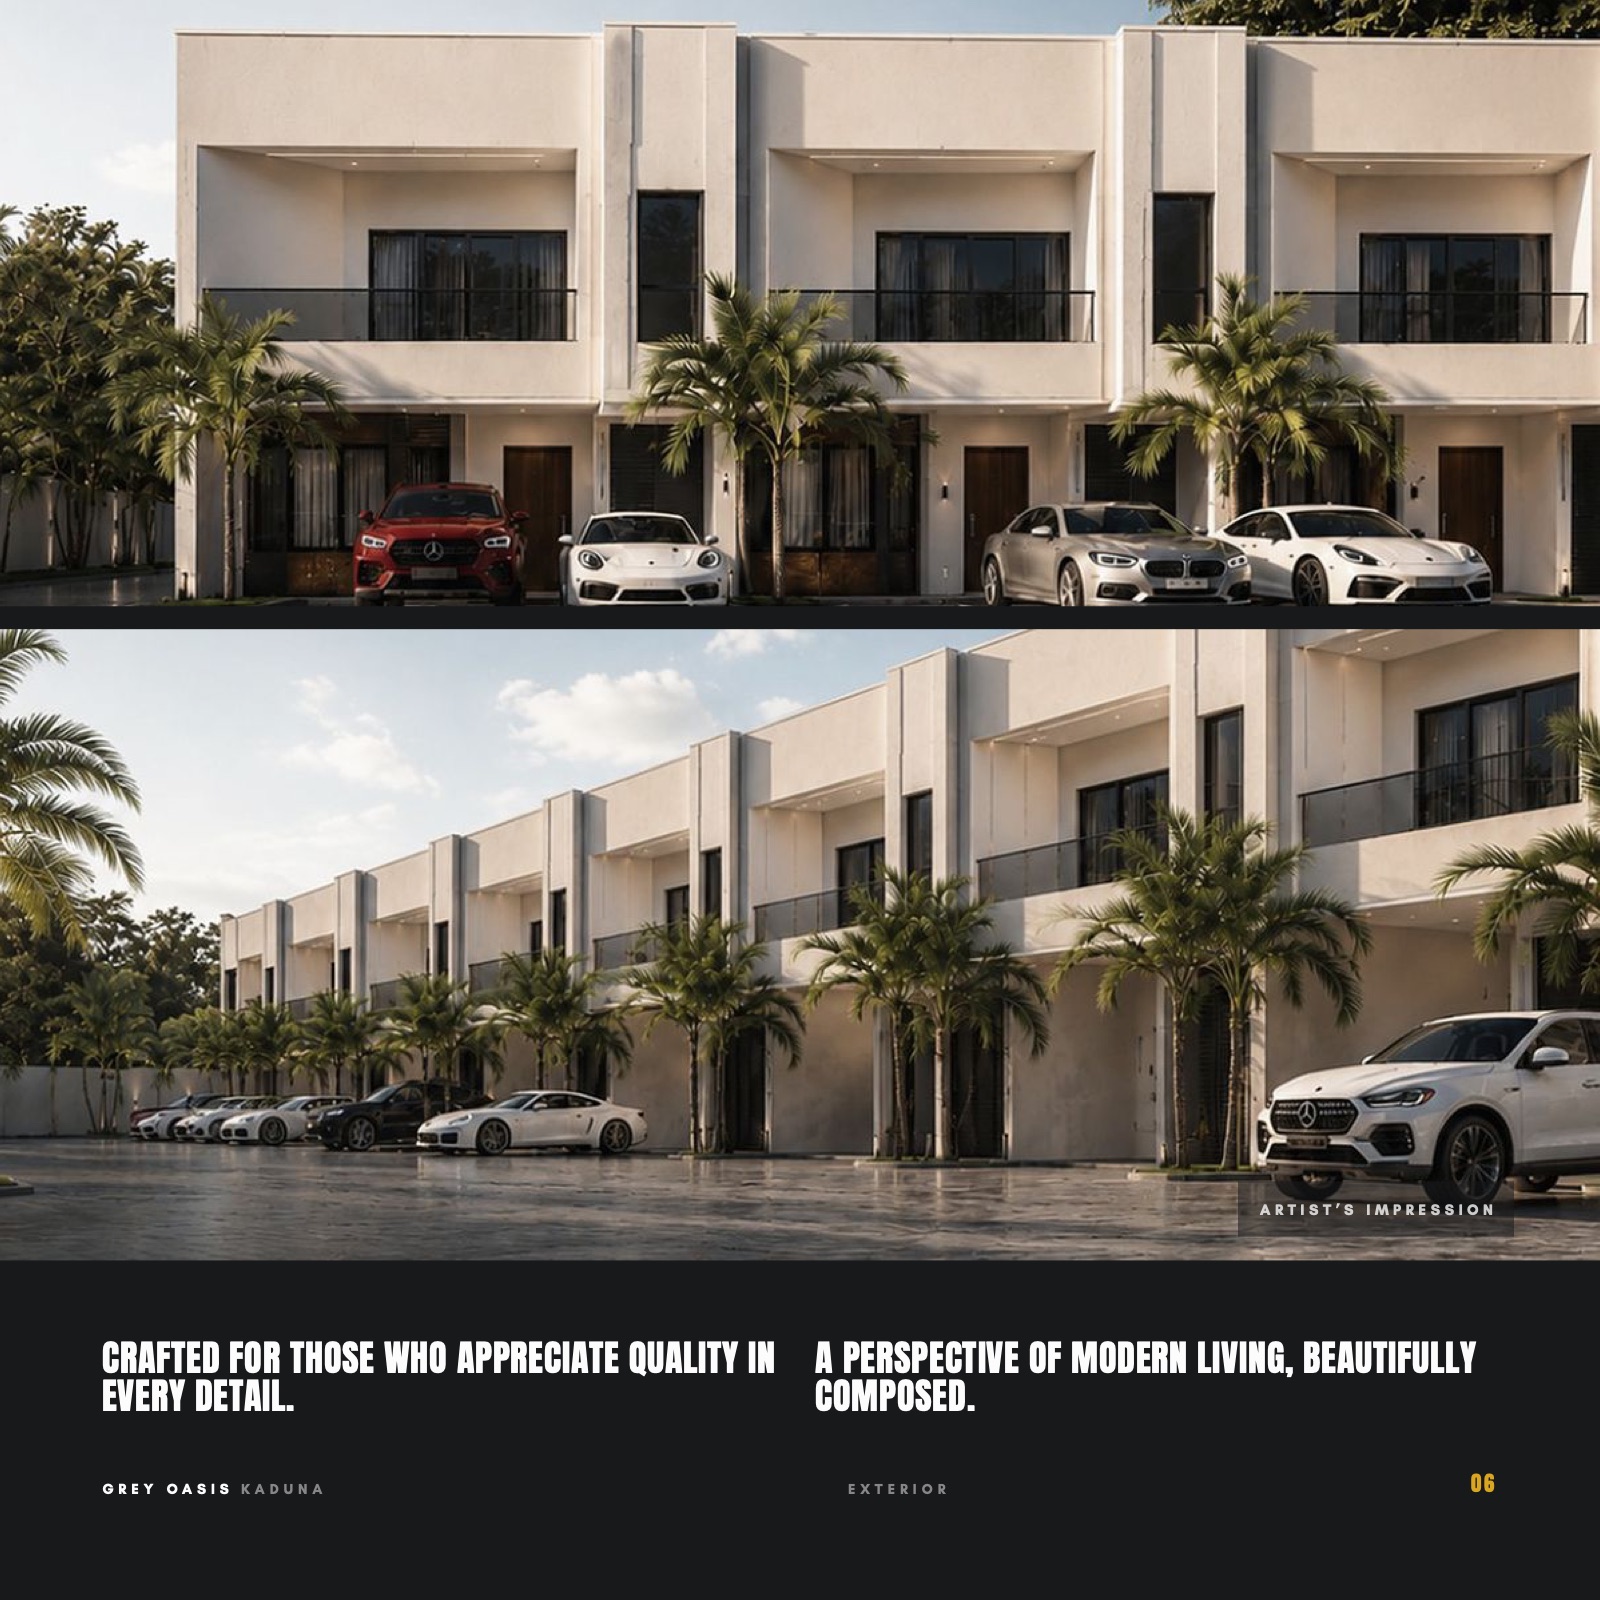 ARTIST'S IMPRESSION
CRAFTED FOR THOSE WHO APPRECIATE QUALITY IN
EVERY DETAIL.
A PERSPECTIVE OF MODERN LIVING, BEAUTIFULLY
COMPOSED.
GREY OASIS KADUNA
EXTERIOR
06